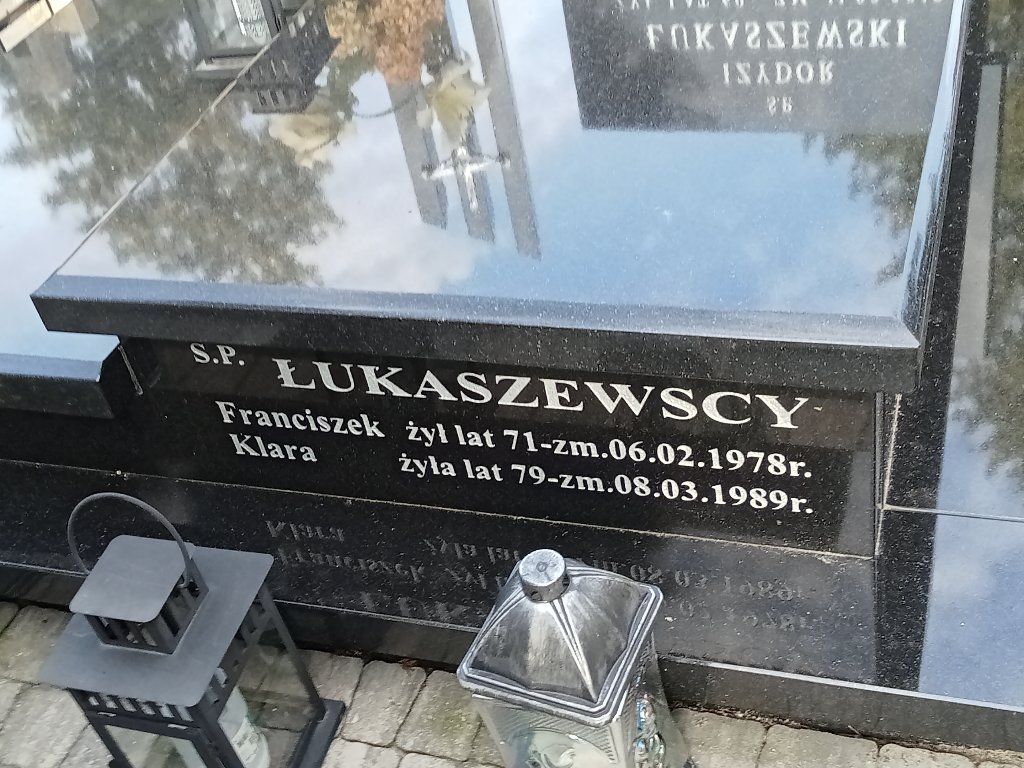 S.P. ŁUKASZEWSCY
Franciszek żył lat 71-zm.06.02.1978r.
Klara żyła lat 79-zm.08.03.1989r.
ŚP
IZYDOR
ŁUKASZEWSKI